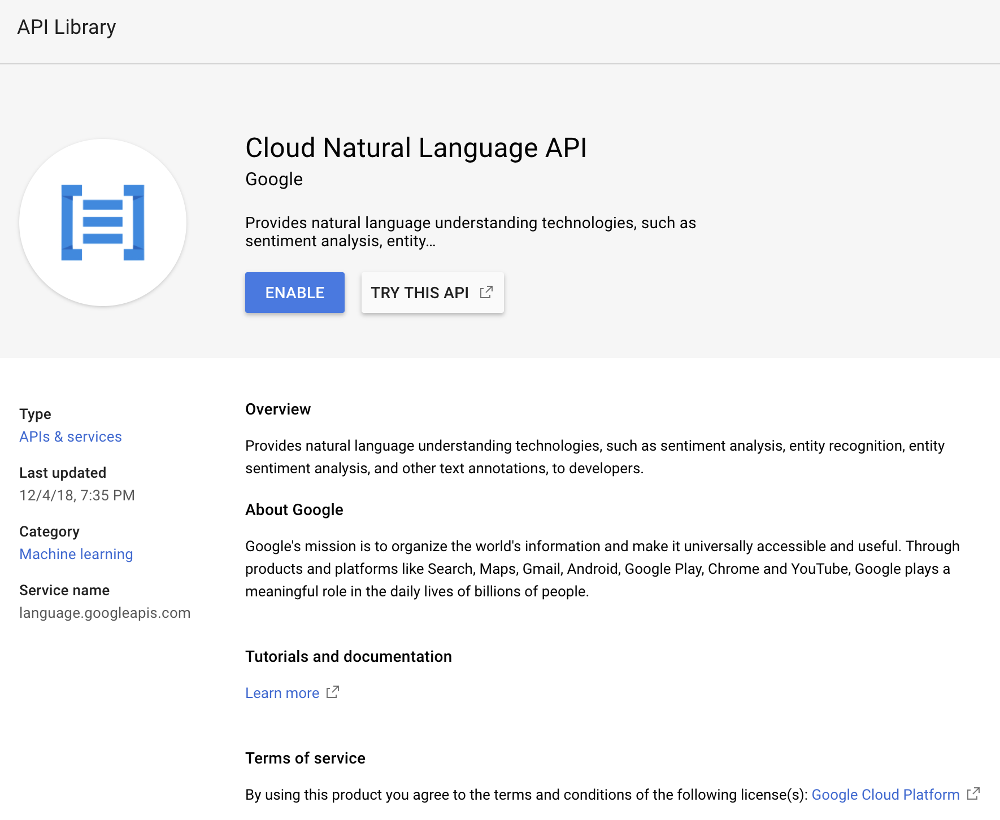 API Library
Cloud Natural Language API
Google
Provides natural language understanding technologies, such as
sentiment analysis, entity...
ENABLE
TRY THIS API
Type
APIs & services
Last updated
12/4/18, 7:35 PM
Category
Machine learning
Service name
language.googleapis.com
Overview
Provides natural language understanding technologies, such as sentiment analysis, entity recognition, entity
sentiment analysis, and other text annotations, to developers.
About Google
Google's mission is to organize the world's information and make it universally accessible and useful. Through
products and platforms like Search, Maps, Gmail, Android, Google Play, Chrome and YouTube, Google plays a
meaningful role in the daily lives of billions of people.
Tutorials and documentation
Learn more
Terms of service
By using this product you agree to the terms and conditions of the following license(s): Google Cloud Platform